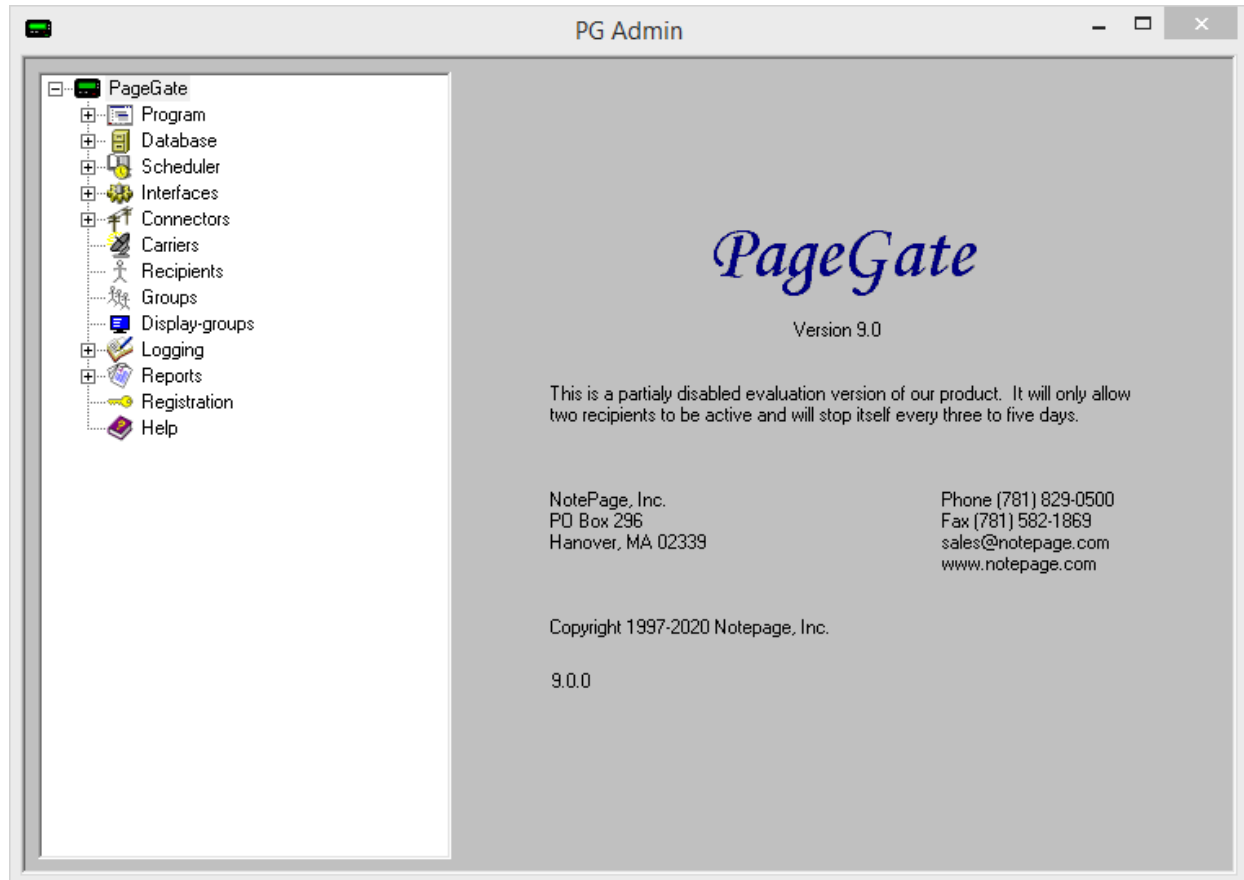 PG Admin
PageGate
Program
Database
Scheduler
Interfaces
Connectors
Carriers
Recipients
Groups
Display-groups
Logging
Reports
Registration
Help
PageGate
Version 9.0
This is a partialy disabled evaluation version of our product. It will only allow
two recipients to be active and will stop itself every three to five days.
NotePage, Inc.
PO Box 296
Hanover, MA 02339
Phone (781) 829-0500
Fax (781) 582-1869
sales@notepage.com
www.notepage.com
Copyright 1997-2020 Notepage, Inc.
9.0.0